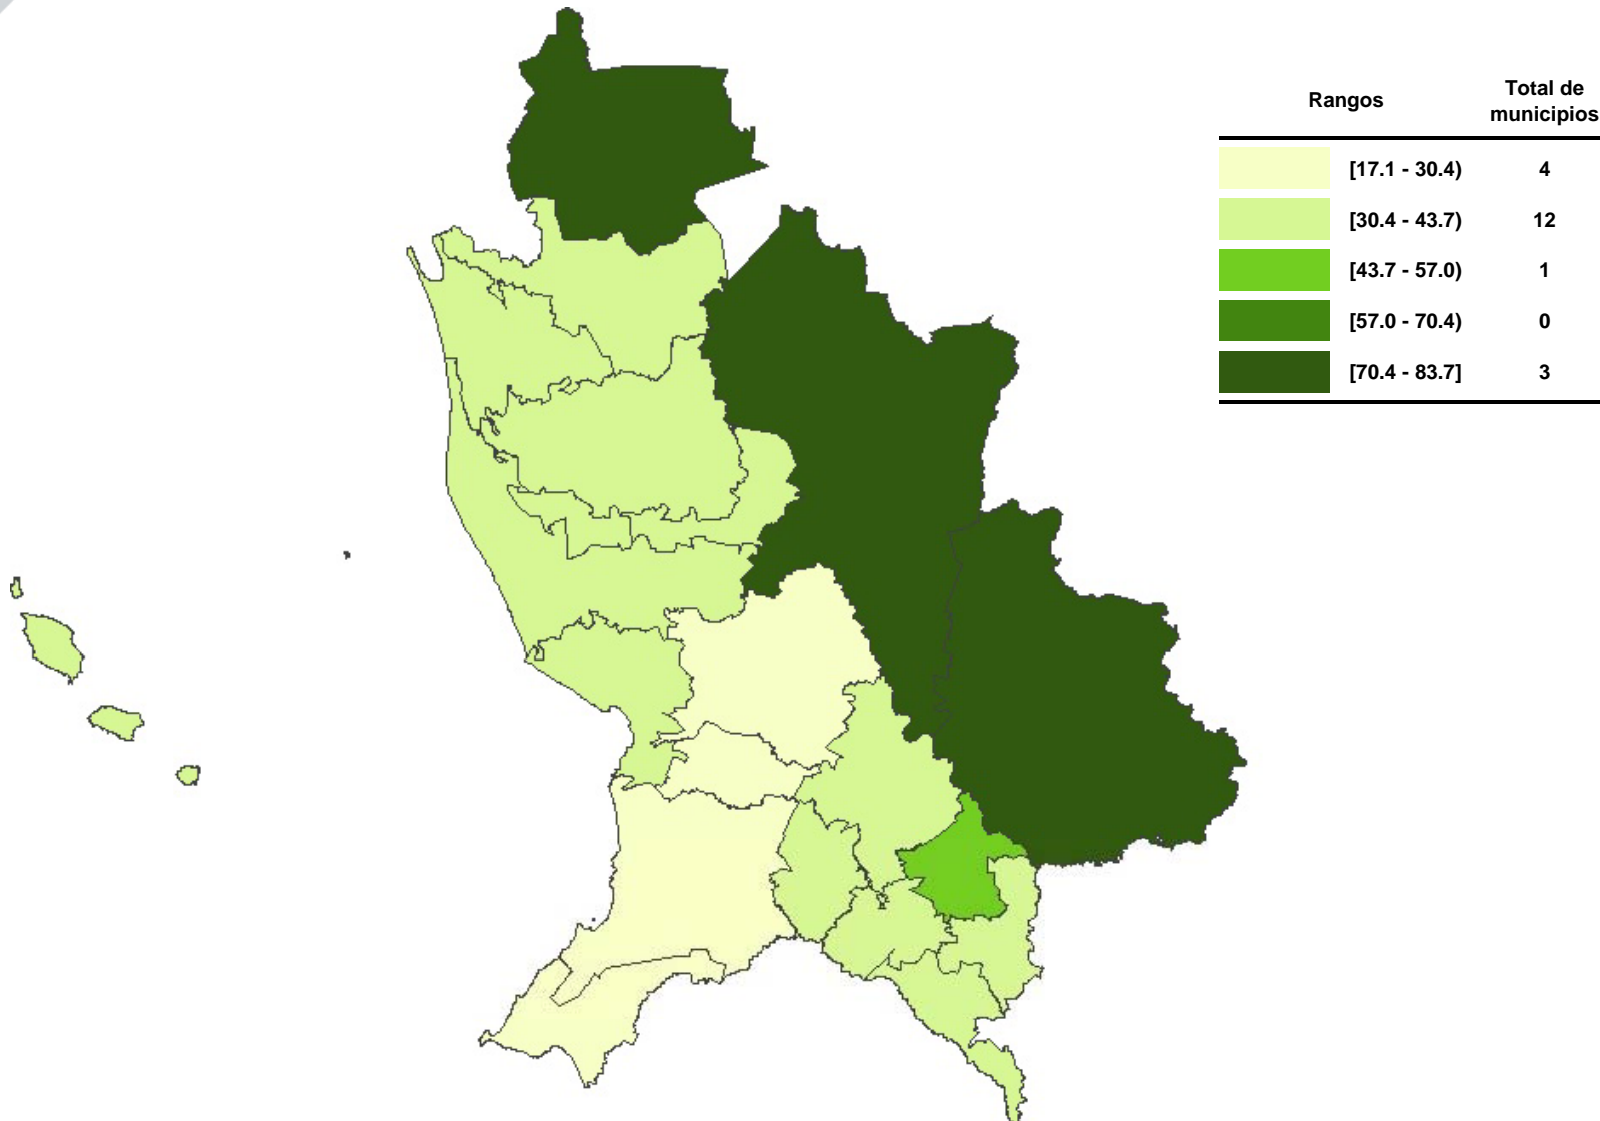 Rangos Total de
municipios
[17.1 - 30.4) 4
[30.4 - 43.7) 12
[43.7 - 57.0) 1
[57.0 - 70.4) 0
[70.4 - 83.7] 3